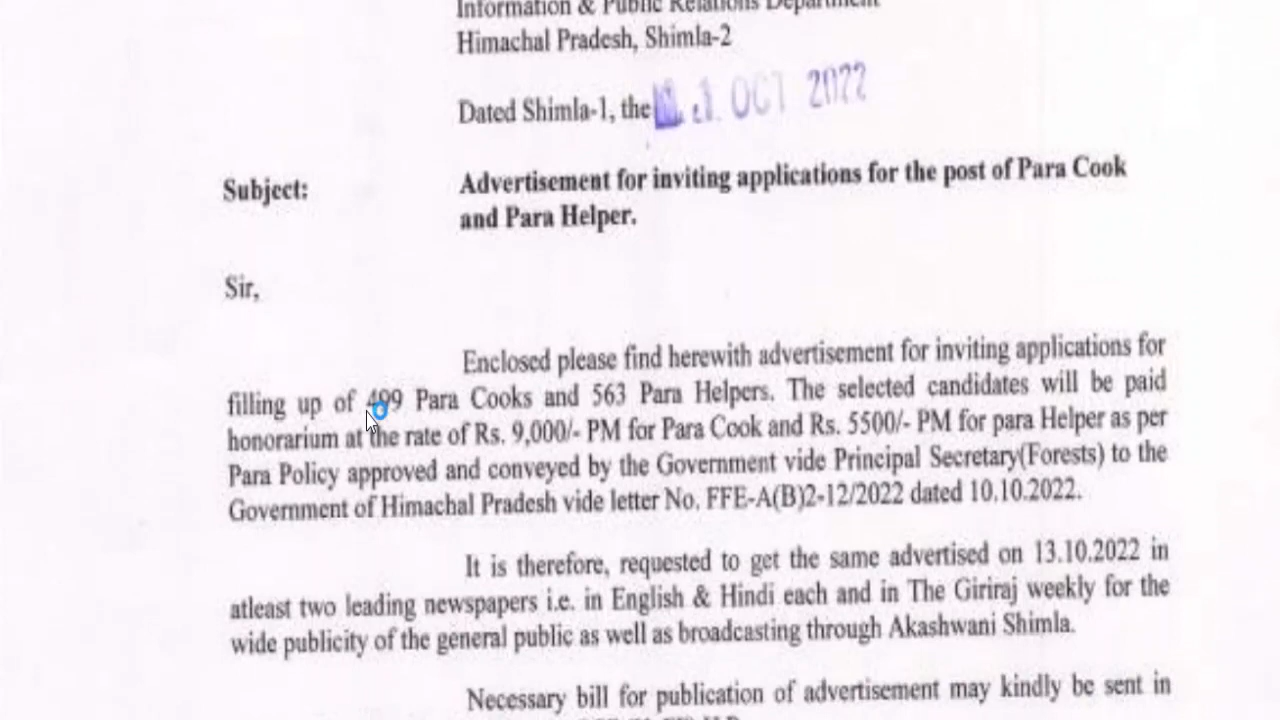 Information & Public Relations Department
Himachal Pradesh, Shimla-2
Dated Shimla-1, the 1 OCT 2022
Subject: Advertisement for inviting applications for the post of Para Cook
and Para Helper.
Sir,
Enclosed please find herewith advertisement for inviting applications for
filling up of Para Cooks and 563 Para Helpers. The selected candidates will be paid
honorarium at the rate of Rs. 9,000/- PM for Para Cook and Rs. 5500/- PM for para Helper as per
Para Policy approved and conveyed by the Government vide Principal Secretary(Forests) to the
Government of Himachal Pradesh vide letter No. FFE-A(B)2-12/2022 dated 10.10.2022.
It is therefore, requested to get the same advertised on 13.10.2022 in
atleast two leading newspapers i.e. in English & Hindi each and in The Giriraj weekly for the
wide publicity of the general public as well as broadcasting through Akashwani Shimla.
Necessary bill for publication of advertisement may kindly be sent in